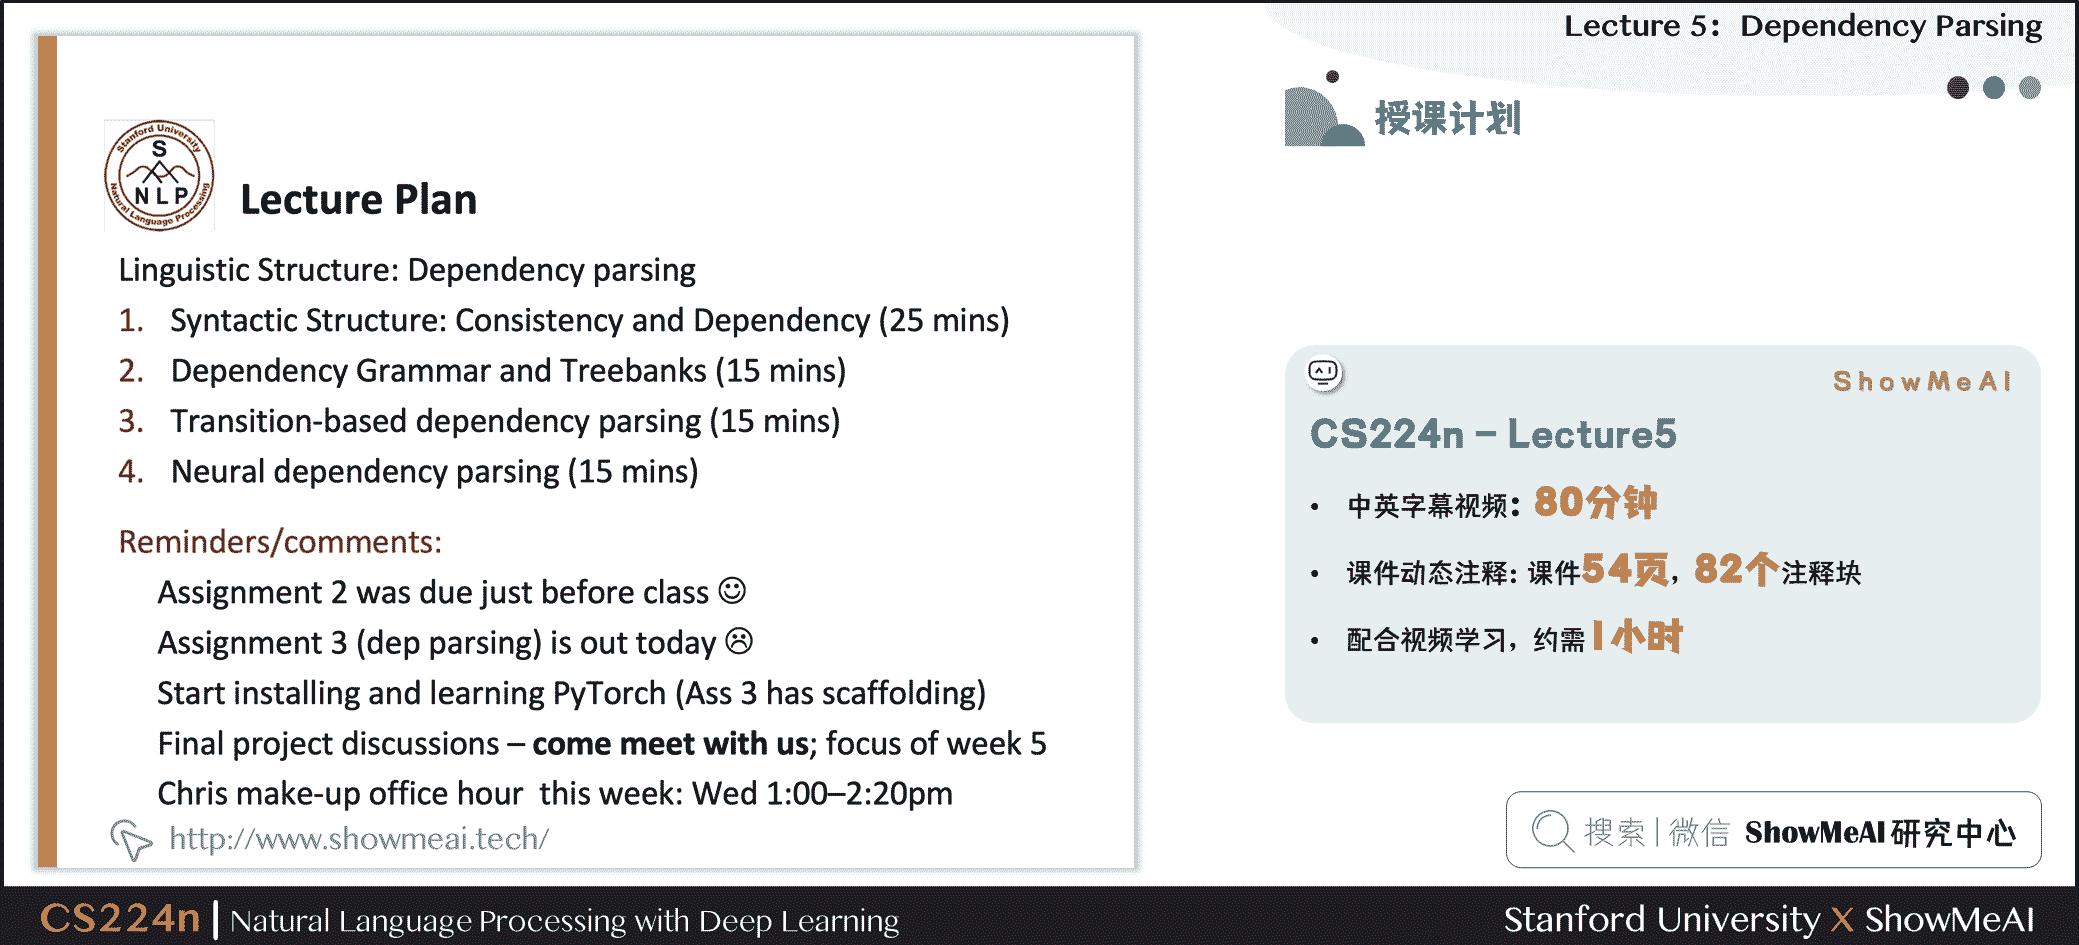 Lecture 5: Dependency Parsing
Stanford University
S
NLP
Natural Language Processing
Lecture Plan
Linguistic Structure: Dependency parsing
1. Syntactic Structure: Consistency and Dependency (25 mins)
2. Dependency Grammar and Treebanks (15 mins)
3. Transition-based dependency parsing (15 mins)
4. Neural dependency parsing (15 mins)
Reminders/comments:
Assignment 2 was due just before class ☺
Assignment 3 (dep parsing) is out today ☹
Start installing and learning PyTorch (Ass 3 has scaffolding)
Final project discussions – come meet with us; focus of week 5
Chris make-up office hour  this week: Wed 1:00–2:20pm
http://www.showmeai.tech/
授课计划
ShowMeAI
CS224n – Lecture5
• 中英字幕视频：80分钟
• 课件动态注释：课件54页，82个注释块
• 配合视频学习，约需1小时
搜索 | 微信 ShowMeAI 研究中心
CS224n | Natural Language Processing with Deep Learning
Stanford University X ShowMeAI